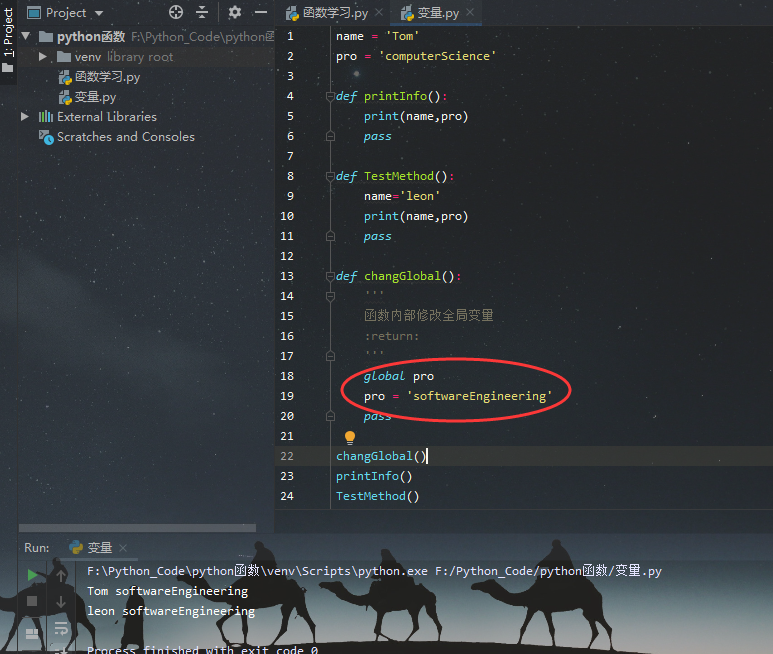 1: Project
Project
python函数 F:\Python_Code\python函
venv library root
函数学习.py
变量.py
External Libraries
Scratches and Consoles
函数学习.py
变量.py
1 name = 'Tom'
2 pro = 'computerScience'
3
4 def printInfo():
5 print(name,pro)
6 pass
7
8 def TestMethod():
9 name='leon'
10 print(name,pro)
11 pass
12
13 def changGlobal():
14 '''
15 函数内部修改全局变量
16 :return:
17 '''
18 global pro
19 pro = 'softwareEngineering'
20 pass
21
22 changGlobal()
23 printInfo()
24 TestMethod()
Run: 变量
F:\Python_Code\python函数\venv\Scripts\python.exe F:/Python_Code/python函数/变量.py
Tom softwareEngineering
leon softwareEngineering
Process finished with exit code 0